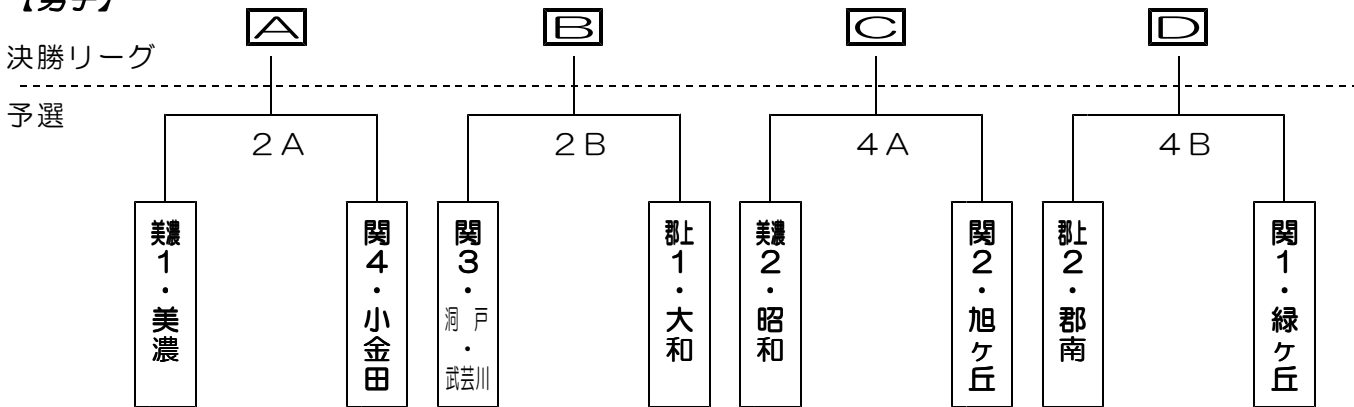 【男子】
A
B
C
D
決勝リーグ
予選
2A
2B
4A
4B
美濃1・美濃
関4・小金田
関3・洞戸・武芸川
郡上1・大和
美濃2・昭和
関2・旭ヶ丘
郡上2・郡南
関1・緑ヶ丘